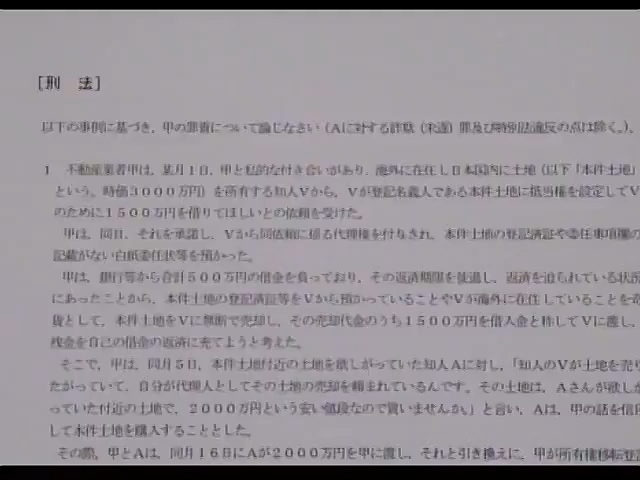 ［刑　法］
以下の事例に基づき，甲の罪責について論じなさい（Aに対する詐欺（未遂）罪及び特別法違反の点は除く。）。
1　不動産業者甲は，某月1日，甲と私的な付き合いがあり，海外に在住し日本国内に土地（以下「本件土地」
という。時価3000万円）を所有する知人Vから，Vが登記名義人である本件土地に抵当権を設定してV
のために1500万円を借りてほしいとの依頼を受けた。
甲は，同日，それを承諾し，Vから同依頼に係る代理権を付与され，本件土地の登記済証や委任事項欄の
記載がない白紙委任状等を預かった。
甲は，銀行等から合計500万円の借金を負っており，その返済期限を徒過し，返済を迫られている状況
にあったことから，本件土地の登記済証等をVから預かっていることやVが海外に在住していることを奇
貨として，本件土地をVに無断で売却し，その売却代金のうち1500万円を借入金と称してVに渡し，
残金を自己の借金の返済に充てようと考えた。
そこで，甲は，同月5日，本件土地付近の土地を欲しがっていた知人Aに対し，「知人のVが土地を売り
たがっていて，自分が代理人としてその土地の売却を頼まれているんです。その土地は，Aさんが欲しが
っていた付近の土地で，2000万円という安い値段なので買いませんか。」と言い，Aは，甲の話を信用
して本件土地を購入することとした。
その際，甲とAは，同月16日にAが2000万円を甲に渡し，それと引き換えに，甲が所有権移転登記